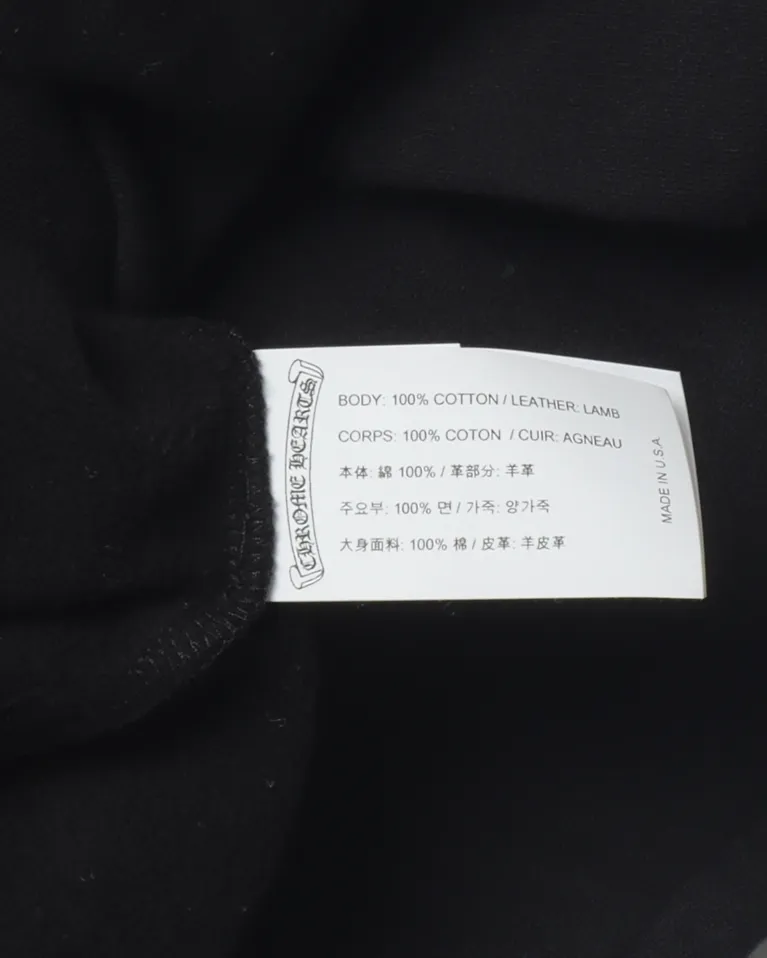 CHROME HEARTS
BODY: 100% COTTON / LEATHER: LAMB
CORPS: 100% COTON / CUIR: AGNEAU
本体: 綿 100% / 革部分: 羊革
주요부: 100% 면 / 가죽: 양가죽
大身面料: 100% 棉 / 皮革: 羊皮革
MADE IN U.S.A